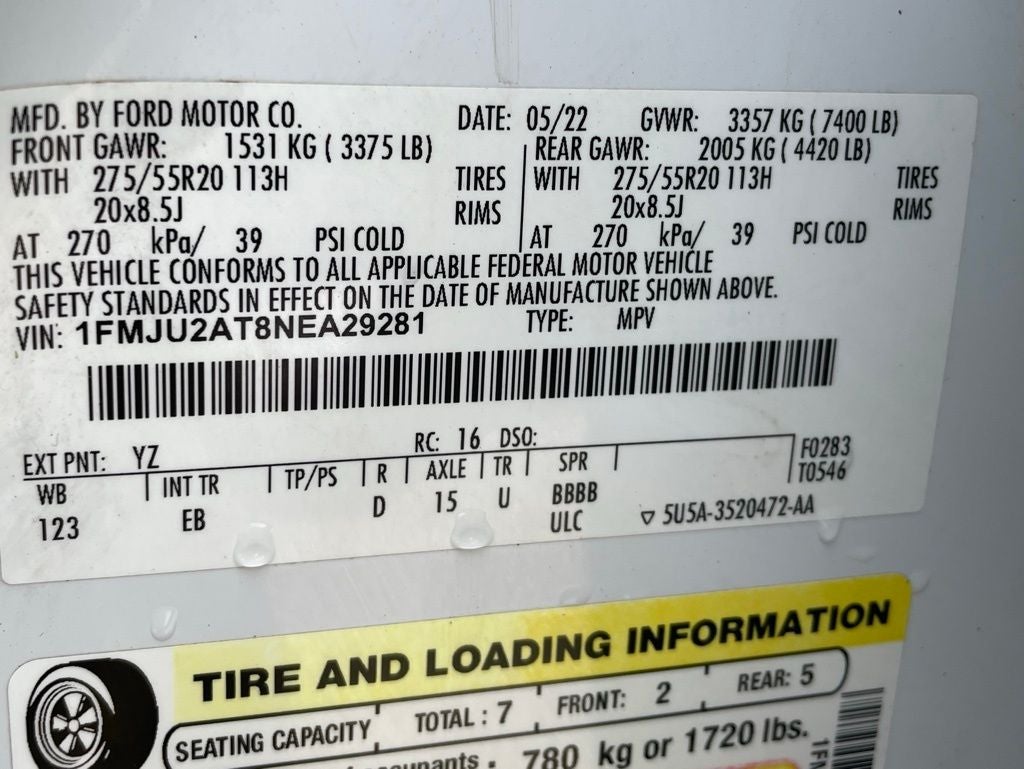 MFD. BY FORD MOTOR CO. DATE: 05/22 GVWR: 3357 KG ( 7400 LB)
FRONT GAWR: 1531 KG ( 3375 LB) REAR GAWR: 2005 KG ( 4420 LB)
WITH 275/55R20 113H TIRES WITH 275/55R20 113H TIRES
20x8.5J RIMS 20x8.5J RIMS
AT 270 kPa/ 39 PSI COLD AT 270 kPa/ 39 PSI COLD
THIS VEHICLE CONFORMS TO ALL APPLICABLE FEDERAL MOTOR VEHICLE
SAFETY STANDARDS IN EFFECT ON THE DATE OF MANUFACTURE SHOWN ABOVE.
VIN: 1FMJU2AT8NEA29281 TYPE: MPV
EXT PNT: YZ RC: 16 DSO: F0283
WB INT TR TP/PS R AXLE TR SPR T0546
123 EB D 15 U BBBB
ULC 5U5A-3520472-AA
TIRE AND LOADING INFORMATION
SEATING CAPACITY TOTAL : 7 FRONT: 2 REAR: 5
780 kg or 1720 lbs.